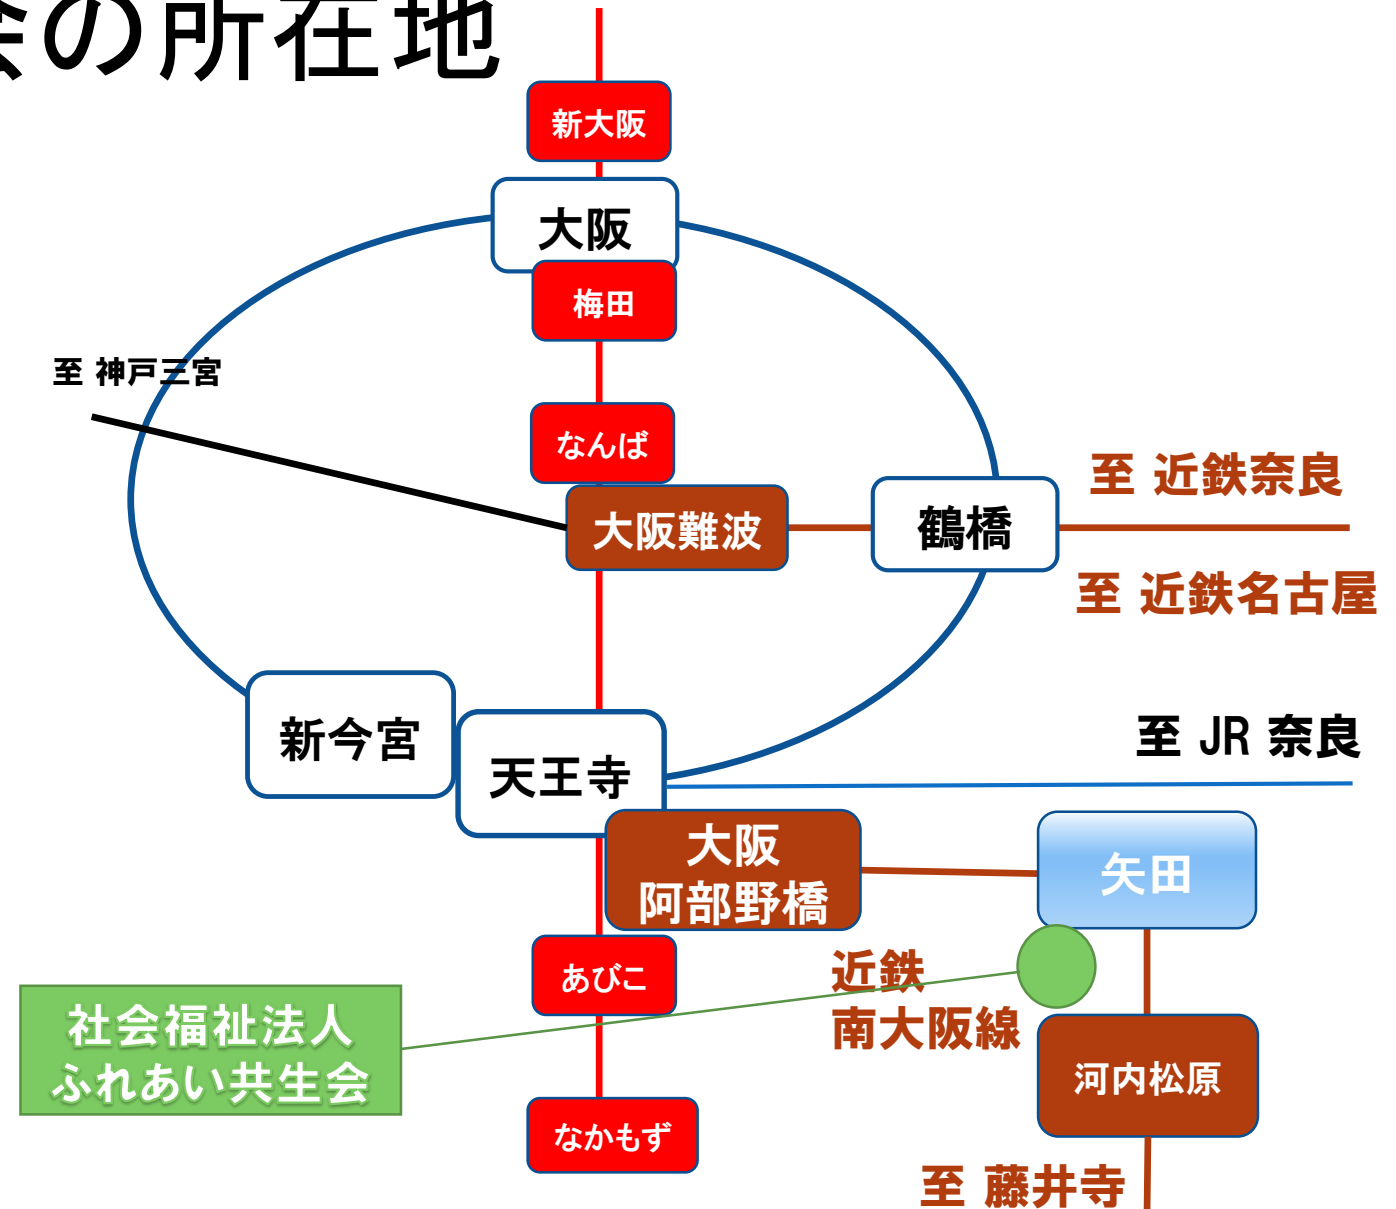 会の所在地
新大阪
大阪
梅田
至 神戸三宮
なんば
至 近鉄奈良
大阪難波
鶴橋
至 近鉄名古屋
新今宮
天王寺
至 JR 奈良
大阪
阿部野橋
矢田
近鉄
南大阪線
あびこ
社会福祉法人
ふれあい共生会
河内松原
なかもず
至 藤井寺